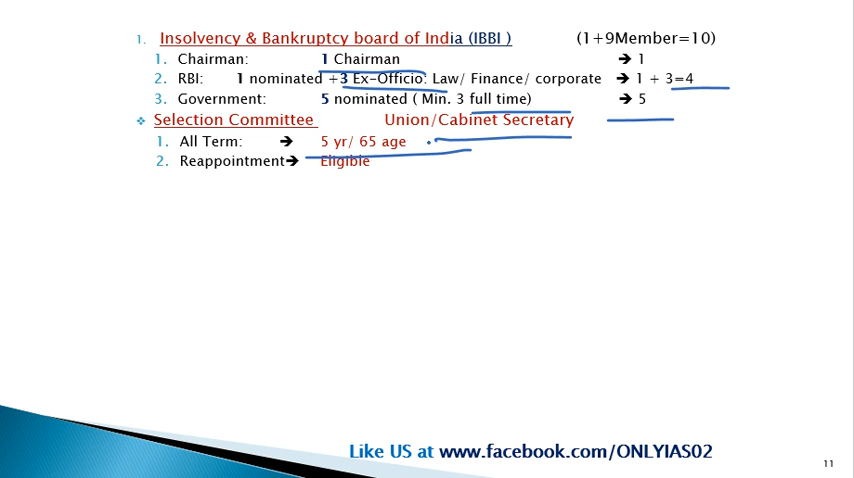 1. Insolvency & Bankruptcy board of India (IBBI ) (1+9Member=10)
1. Chairman: 1 Chairman → 1
2. RBI: 1 nominated +3 Ex-Officio: Law/ Finance/ corporate → 1 + 3=4
3. Government: 5 nominated ( Min. 3 full time) → 5
❖ Selection Committee Union/Cabinet Secretary
1. All Term: → 5 yr/ 65 age
2. Reappointment→ Eligible
Like US at www.facebook.com/ONLYIAS02
11